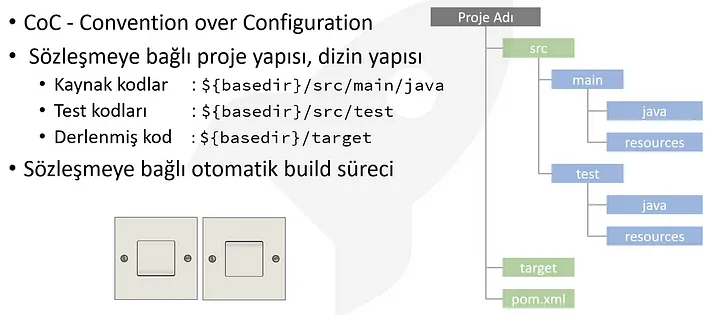 • CoC - Convention over Configuration
• Sözleşmeye bağlı proje yapısı, dizin yapısı
• Kaynak kodlar : ${basedir}/src/main/java
• Test kodları : ${basedir}/src/test
• Derlenmiş kod : ${basedir}/target
• Sözleşmeye bağlı otomatik build süreci
Proje Adı
src
main
java
resources
test
java
resources
target
pom.xml